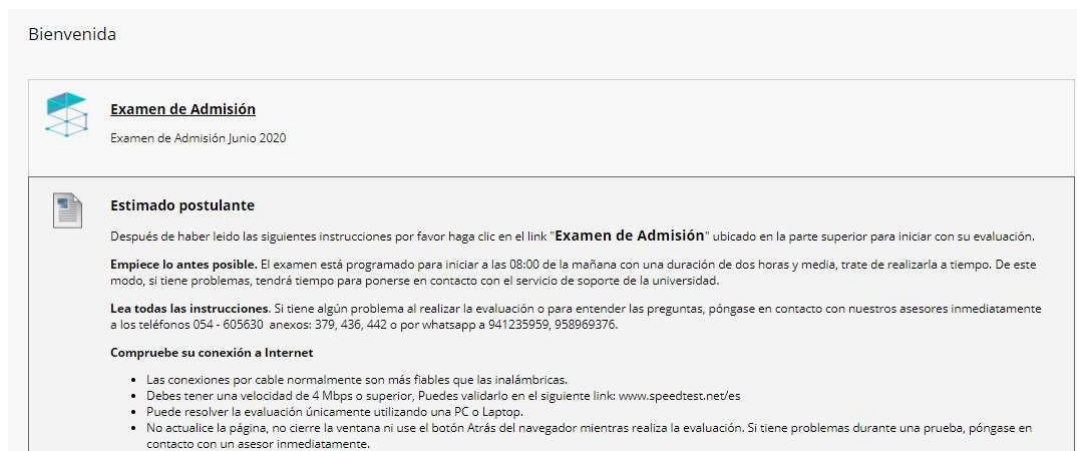 Bienvenida
Examen de Admisión
Examen de Admisión Junio 2020
Estimado postulante
Después de haber leido las siguientes instrucciones por favor haga clic en el link "Examen de Admisión" ubicado en la parte superior para iniciar con su evaluación.
Empiece lo antes posible. El examen está programado para iniciar a las 08:00 de la mañana con una duración de dos horas y media, trate de realizarla a tiempo. De este
modo, si tiene problemas, tendrá tiempo para ponerse en contacto con el servicio de soporte de la universidad.
Lea todas las instrucciones. Si tiene algún problema al realizar la evaluación o para entender las preguntas, póngase en contacto con nuestros asesores inmediatamente
a los teléfonos 054 - 605630 anexos: 379, 436, 442 o por whatsapp a 941235959, 958969376.
Compruebe su conexión a Internet
• Las conexiones por cable normalmente son más fiables que las inalámbricas.
• Debes tener una velocidad de 4 Mbps o superior, Puedes validarlo en el siguiente link: www.speedtest.net/es
• Puede resolver la evaluación únicamente utilizando una PC o Laptop.
• No actualice la página, no cierre la ventana ni use el botón Atrás del navegador mientras realiza la evaluación. Si tiene problemas durante una prueba, póngase en
contacto con un asesor inmediatamente.